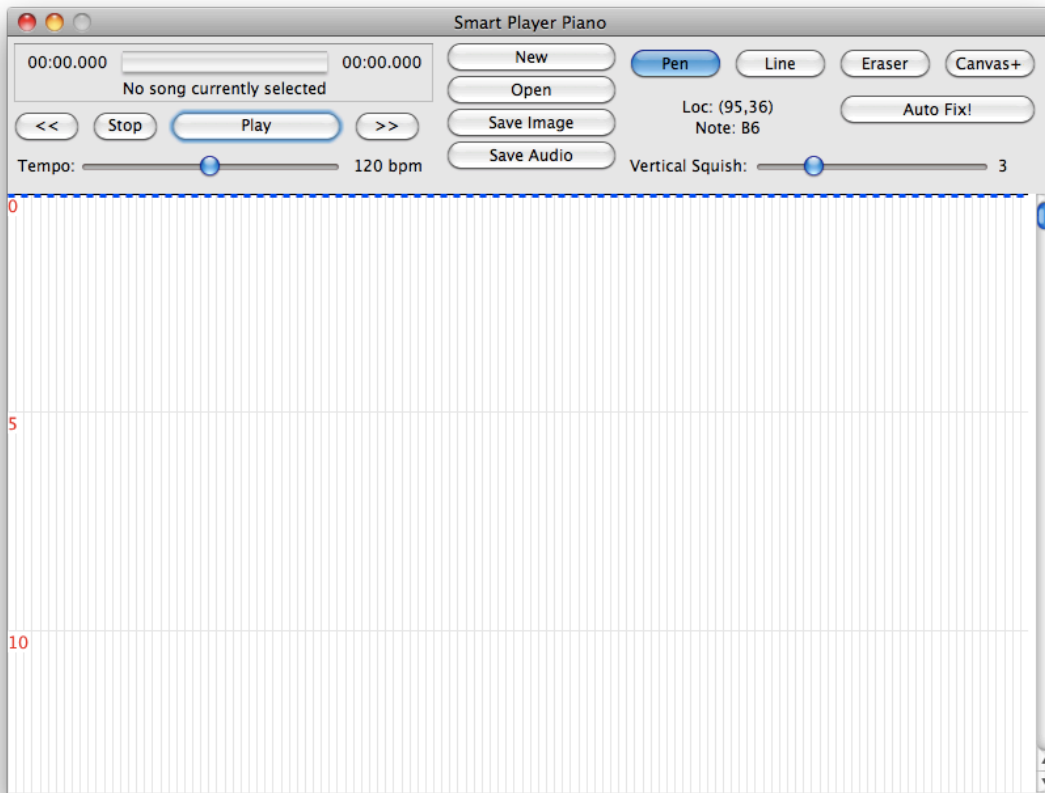 Smart Player Piano
00:00.000 00:00.000
No song currently selected
<< Stop Play >>
Tempo: 120 bpm
New
Open
Save Image
Save Audio
Pen Line Eraser Canvas+
Loc: (95,36)
Note: B6
Auto Fix!
Vertical Squish: 3
0
5
10